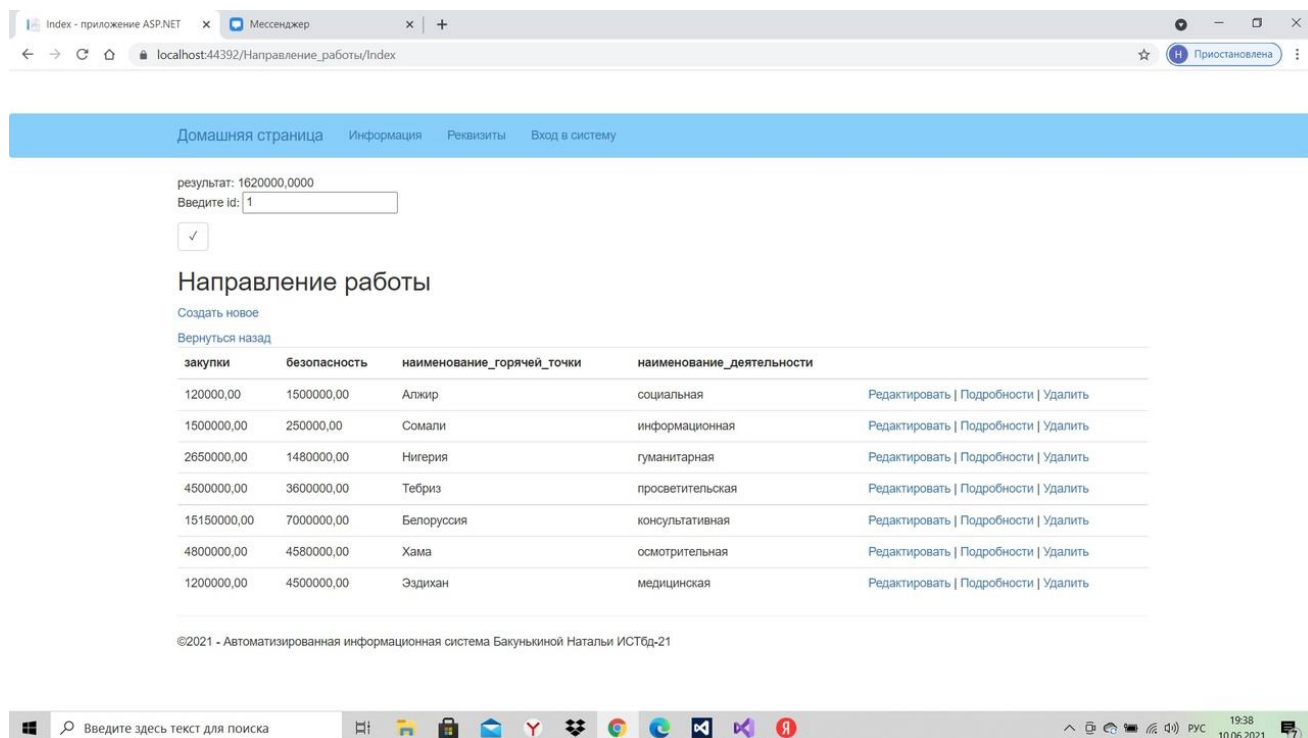 Index - приложение ASP.NET
Мессенджер
localhost:44392/Направление_работы/Index
Н Приостановлена
Домашняя страница Информация Реквизиты Вход в систему
результат: 1620000,0000
Введите id: 1
✓
Направление работы
Создать новое
Вернуться назад
закупки безопасность наименование_горячей_точки наименование_деятельности
120000,00 1500000,00 Алжир социальная Редактировать | Подробности | Удалить
1500000,00 250000,00 Сомали информационная Редактировать | Подробности | Удалить
2650000,00 1480000,00 Нигерия гуманитарная Редактировать | Подробности | Удалить
4500000,00 3600000,00 Тебриз просветительская Редактировать | Подробности | Удалить
15150000,00 7000000,00 Белоруссия консультативная Редактировать | Подробности | Удалить
4800000,00 4580000,00 Хама осмотрительная Редактировать | Подробности | Удалить
1200000,00 4500000,00 Эздихан медицинская Редактировать | Подробности | Удалить
©2021 - Автоматизированная информационная система Бакунькиной Натальи ИСТбд-21
Введите здесь текст для поиска
РУС
19:38
10.06.2021
7